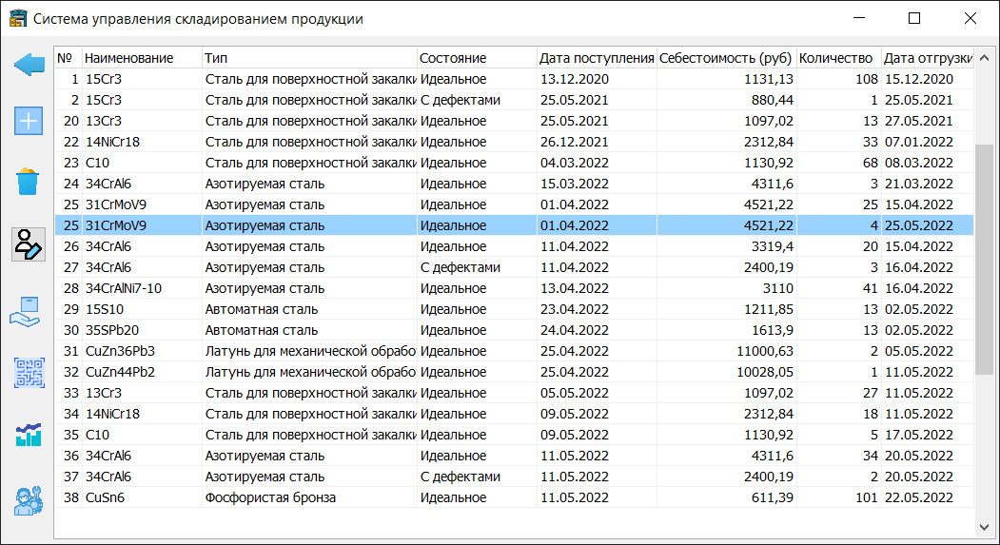 Система управления складированием продукции
№ Наименование Тип Состояние Дата поступления Себестоимость (руб) Количество Дата отгрузки
1 15Cr3 Сталь для поверхностной закалки Идеальное 13.12.2020 1131,13 108 15.12.2020
2 15Cr3 Сталь для поверхностной закалки С дефектами 25.05.2021 880,44 1 25.05.2021
20 13Cr3 Сталь для поверхностной закалки Идеальное 25.05.2021 1097,02 13 27.05.2021
22 14NiCr18 Сталь для поверхностной закалки Идеальное 26.12.2021 2312,84 33 07.01.2022
23 C10 Сталь для поверхностной закалки Идеальное 04.03.2022 1130,92 68 08.03.2022
24 34CrAl6 Азотируемая сталь Идеальное 15.03.2022 4311,6 3 21.03.2022
25 31CrMoV9 Азотируемая сталь Идеальное 01.04.2022 4521,22 25 15.04.2022
25 31CrMoV9 Азотируемая сталь Идеальное 01.04.2022 4521,22 4 25.05.2022
26 34CrAl6 Азотируемая сталь Идеальное 11.04.2022 3319,4 20 15.04.2022
27 34CrAl6 Азотируемая сталь С дефектами 11.04.2022 2400,19 3 16.04.2022
28 34CrAlNi7-10 Азотируемая сталь Идеальное 13.04.2022 3110 41 16.04.2022
29 15S10 Автоматная сталь Идеальное 23.04.2022 1211,85 13 02.05.2022
30 35SPb20 Автоматная сталь Идеальное 24.04.2022 1613,9 13 02.05.2022
31 CuZn36Pb3 Латунь для механической обрабо Идеальное 25.04.2022 11000,63 2 05.05.2022
32 CuZn44Pb2 Латунь для механической обрабо Идеальное 25.04.2022 10028,05 1 11.05.2022
33 13Cr3 Сталь для поверхностной закалки Идеальное 05.05.2022 1097,02 27 11.05.2022
34 14NiCr18 Сталь для поверхностной закалки Идеальное 09.05.2022 2312,84 18 11.05.2022
35 C10 Сталь для поверхностной закалки Идеальное 09.05.2022 1130,92 5 17.05.2022
36 34CrAl6 Азотируемая сталь Идеальное 11.05.2022 4311,6 34 20.05.2022
37 34CrAl6 Азотируемая сталь С дефектами 11.05.2022 2400,19 2 20.05.2022
38 CuSn6 Фосфористая бронза Идеальное 11.05.2022 611,39 101 22.05.2022